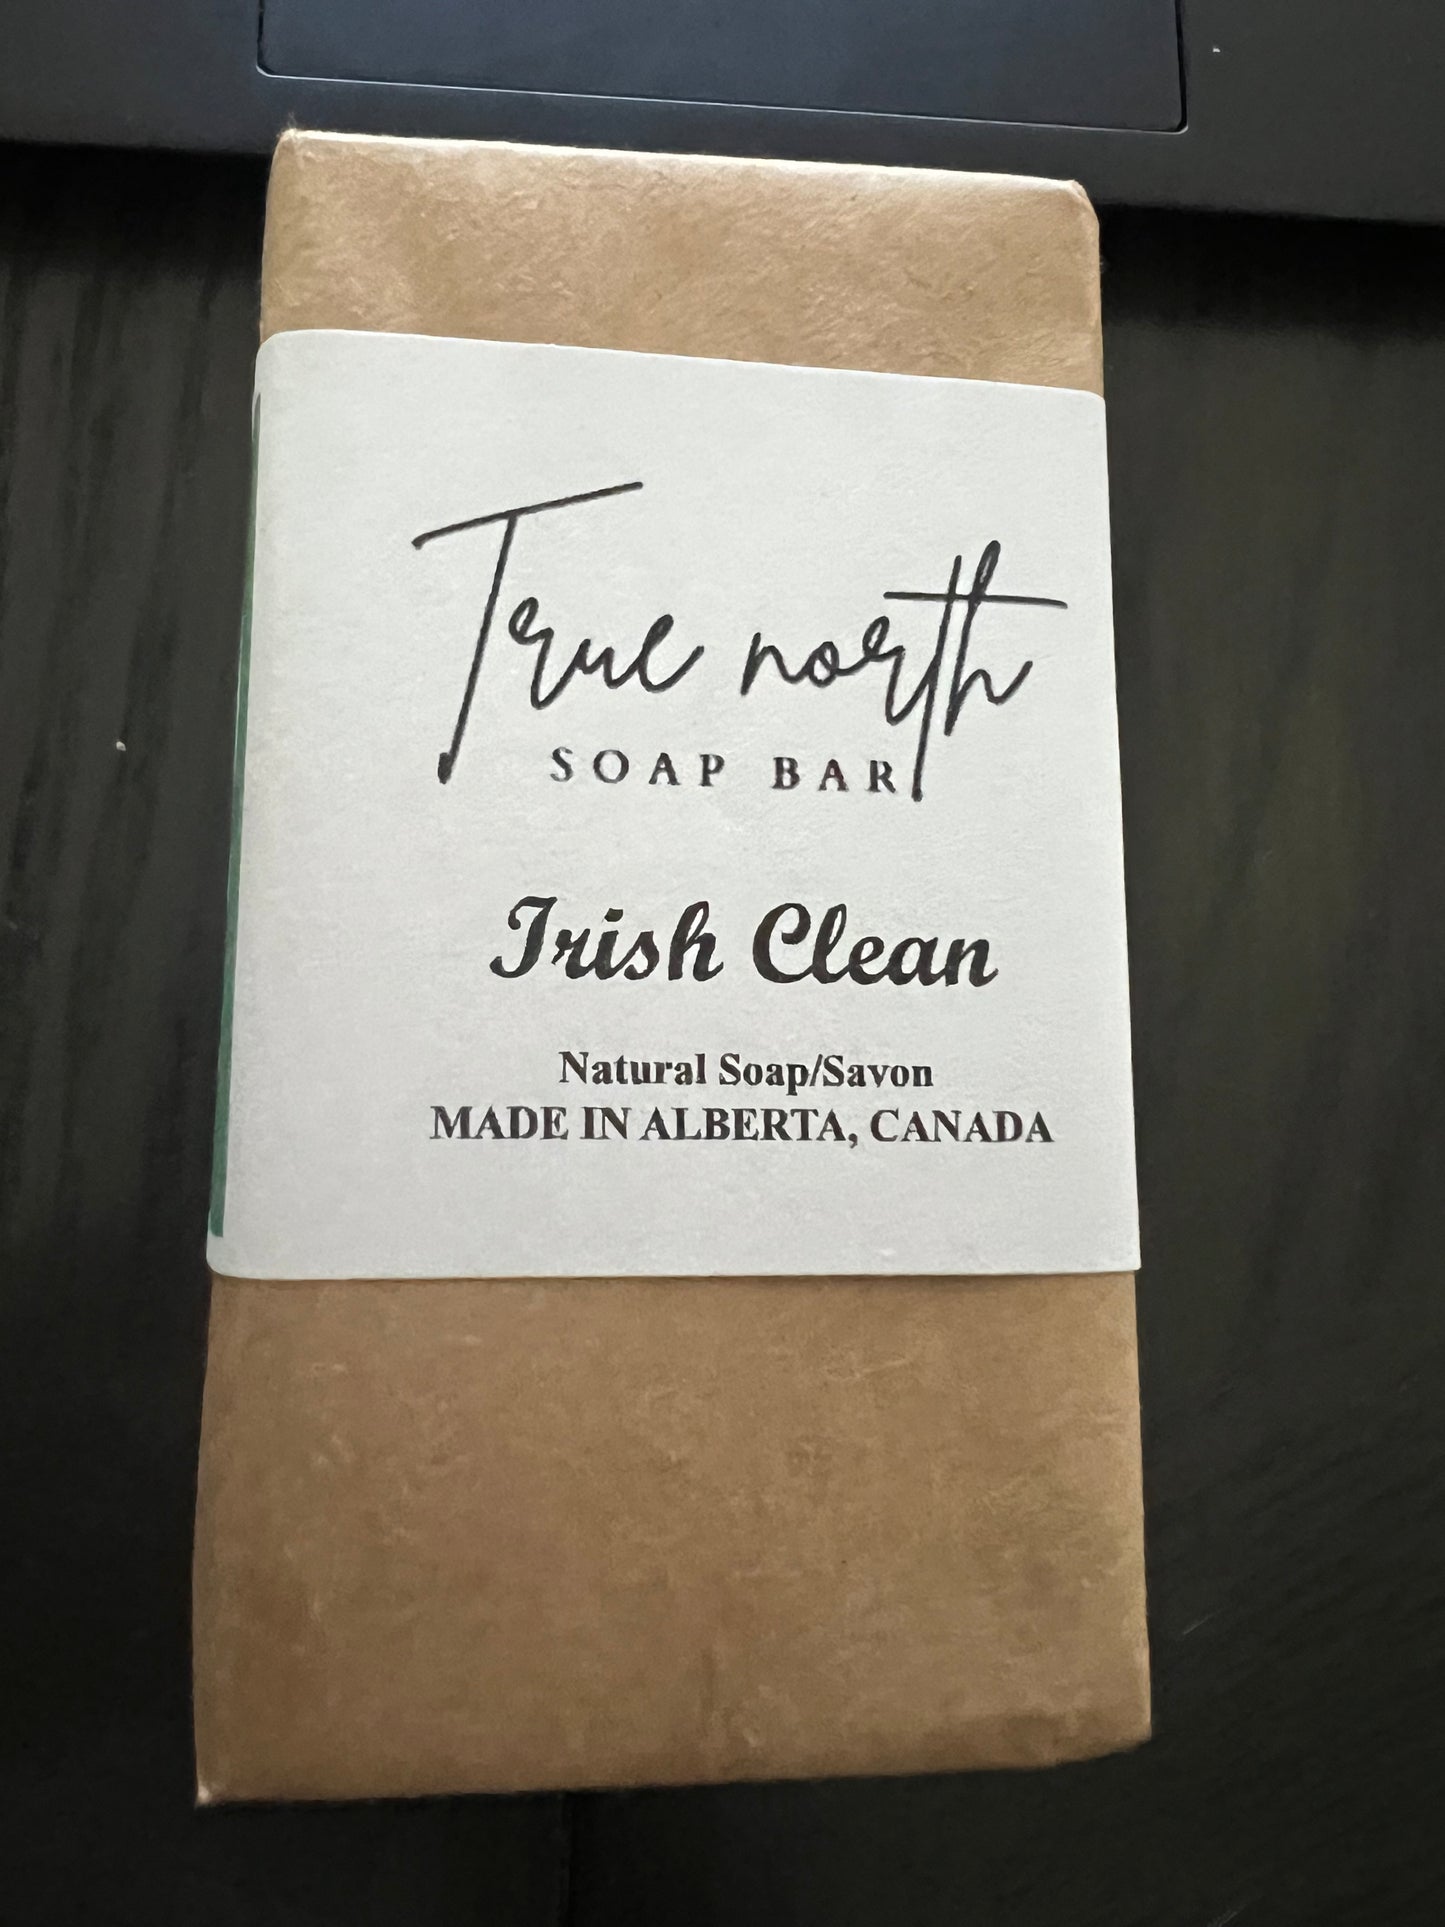 True north
SOAP BAR
Irish Clean
Natural Soap/Savon
MADE IN ALBERTA, CANADA